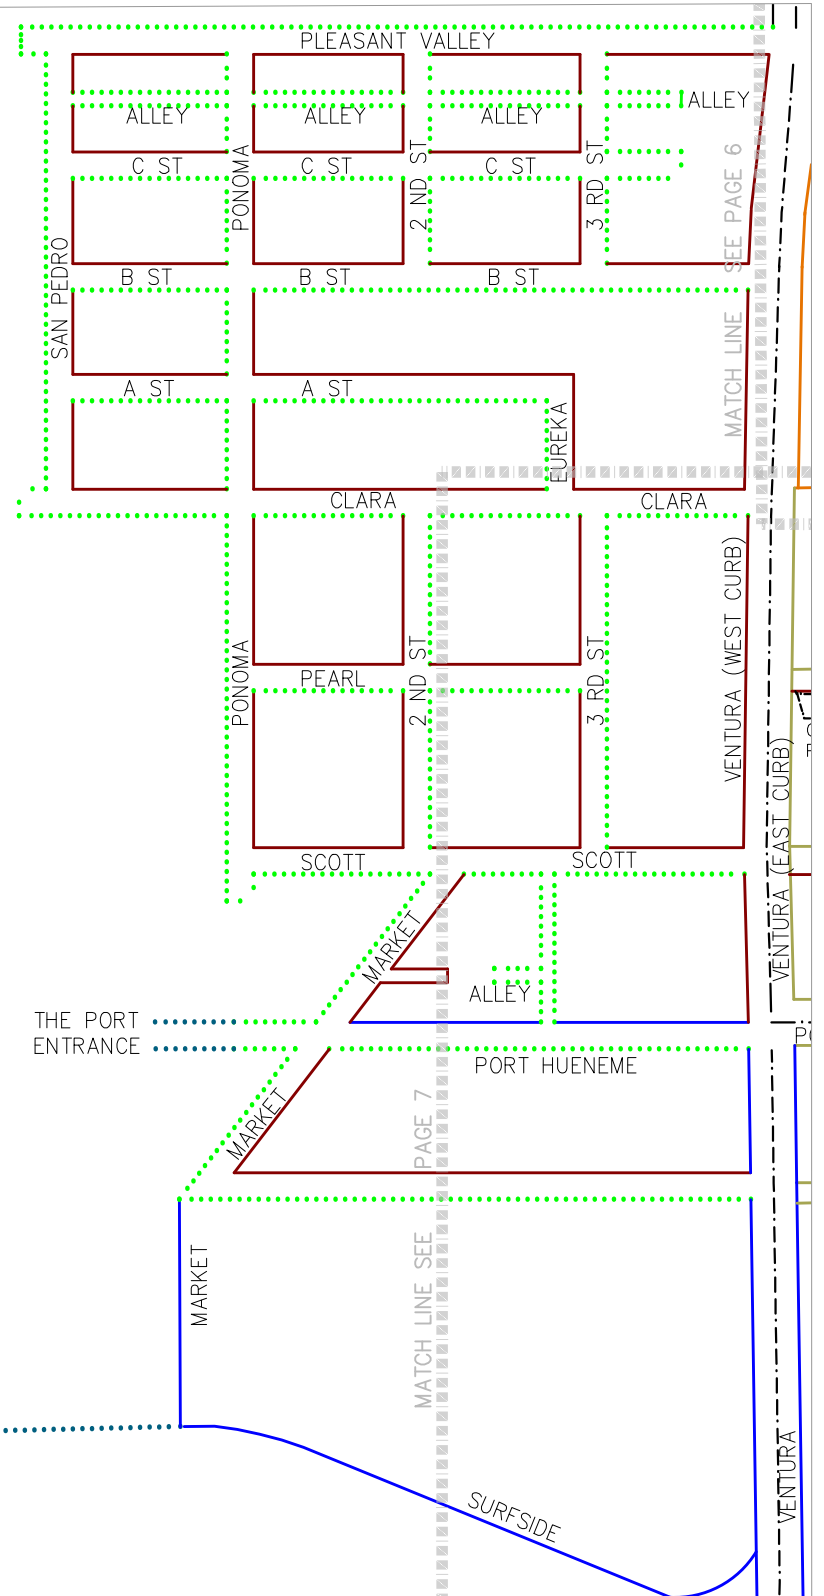 PLEASANT VALLEY
ALLEY
ALLEY
ALLEY
ALLEY
C ST
C ST
C ST
PONOMA
2 ND ST
3 RD ST
SEE PAGE 6
MATCH LINE
SAN PEDRO
B ST
B ST
B ST
A ST
A ST
EUREKA
CLARA
CLARA
VENTURA (WEST CURB)
PONOMA
PEARL
2 ND ST
3 RD ST
VENTURA (EAST CURB)
SCOTT
SCOTT
MARKET
ALLEY
THE PORT
ENTRANCE
PORT HUENEME
MARKET
PAGE 7
MATCH LINE SEE
MARKET
SURFSIDE
VENTURA